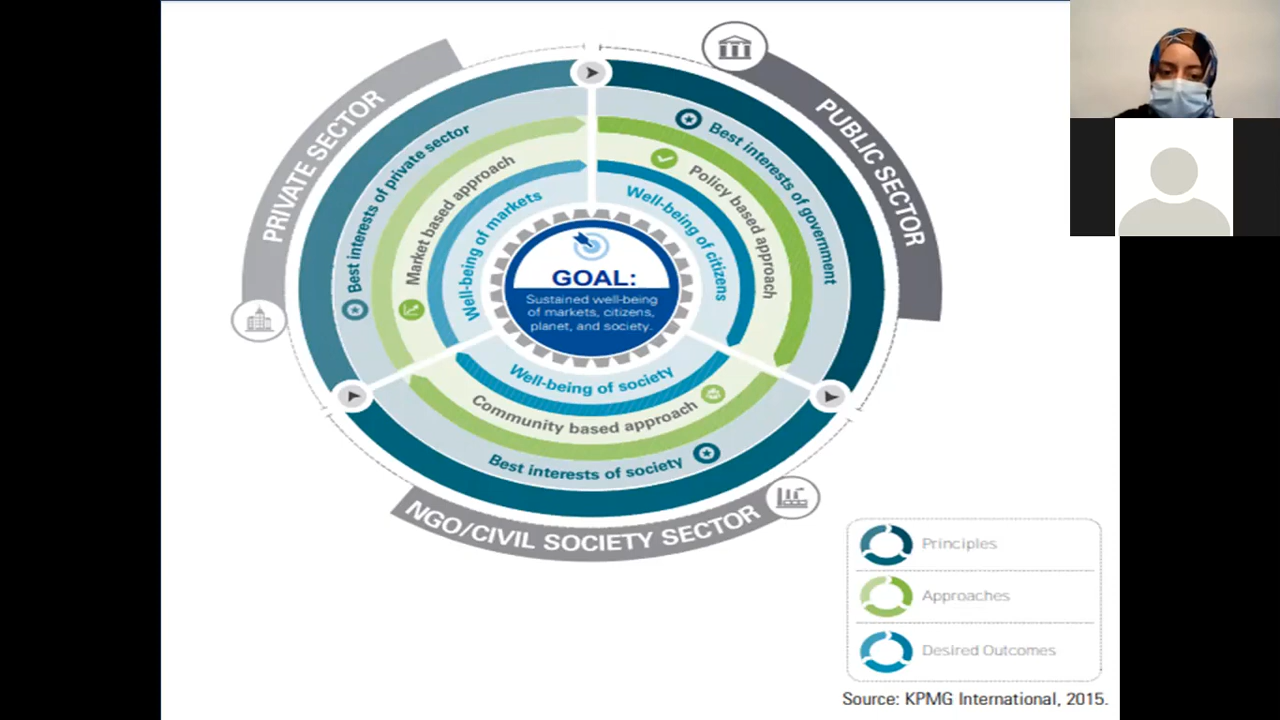 PRIVATE SECTOR
PUBLIC SECTOR
Best interests of private sector
Best interests of government
Market based approach
Policy based approach
Well-being of markets
Well-being of citizens
GOAL:
Sustained well-being
of markets, citizens,
planet, and society.
Well-being of society
Community based approach
Best interests of society
NGO/CIVIL SOCIETY SECTOR
Principles
Approaches
Desired Outcomes
Source: KPMG International, 2015.